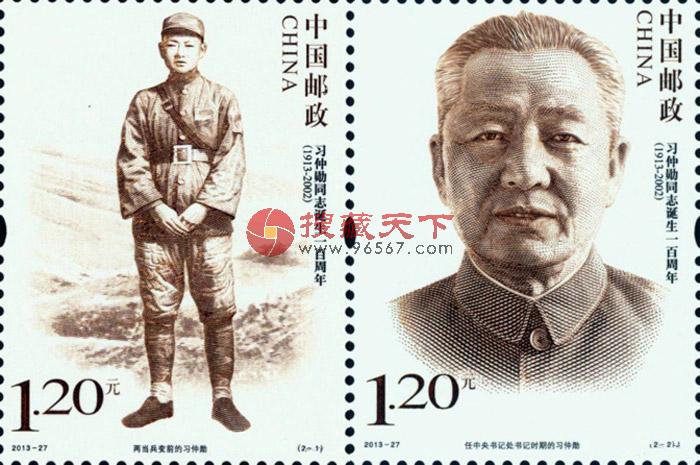 中国邮政
CHINA
习仲勋同志诞生一百周年
(1913-2002)
1.20元
2013-27
两当兵变前的习仲勋
(2-1)
中国邮政
CHINA
习仲勋同志诞生一百周年
(1913-2002)
1.20元
2013-27
任中央书记处书记时期的习仲勋
(2-2)J
搜藏天下
www.96567.com